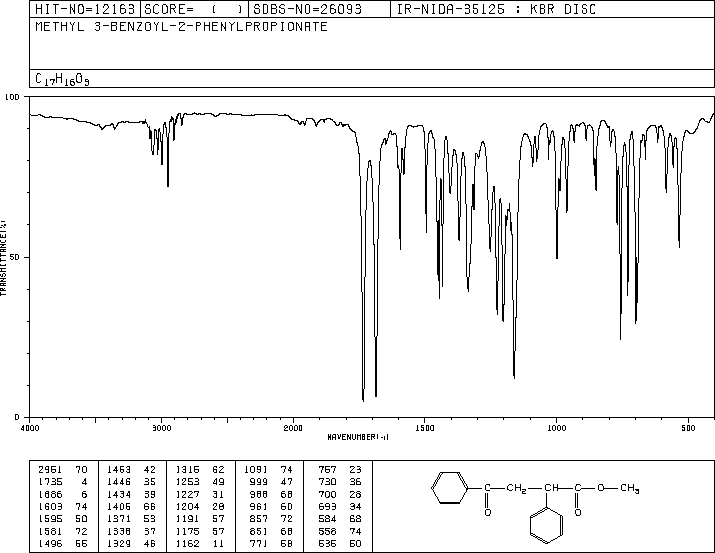 HIT-NO=12163 SCORE= ( ) SDBS-NO=26093 IR-NIDA-35125 : KBR DISC
METHYL 3-BENZOYL-2-PHENYLPROPIONATE
C17H16O3
100
50
0
TRANSMITTANCE(%)
4000 3000 2000 1500 1000 500
WAVENUMBER(-1)
2951 70 1453 42 1316 62 1091 74 757 23
1735 4 1446 35 1253 49 999 47 730 36
1686 6 1434 39 1227 31 988 68 700 28
1603 74 1405 66 1204 28 961 60 693 34
1595 50 1371 53 1191 57 857 72 584 68
1581 72 1338 37 1175 57 851 68 558 74
1496 55 1329 46 1162 11 771 58 535 50
C CH2 CH C O CH3
O O